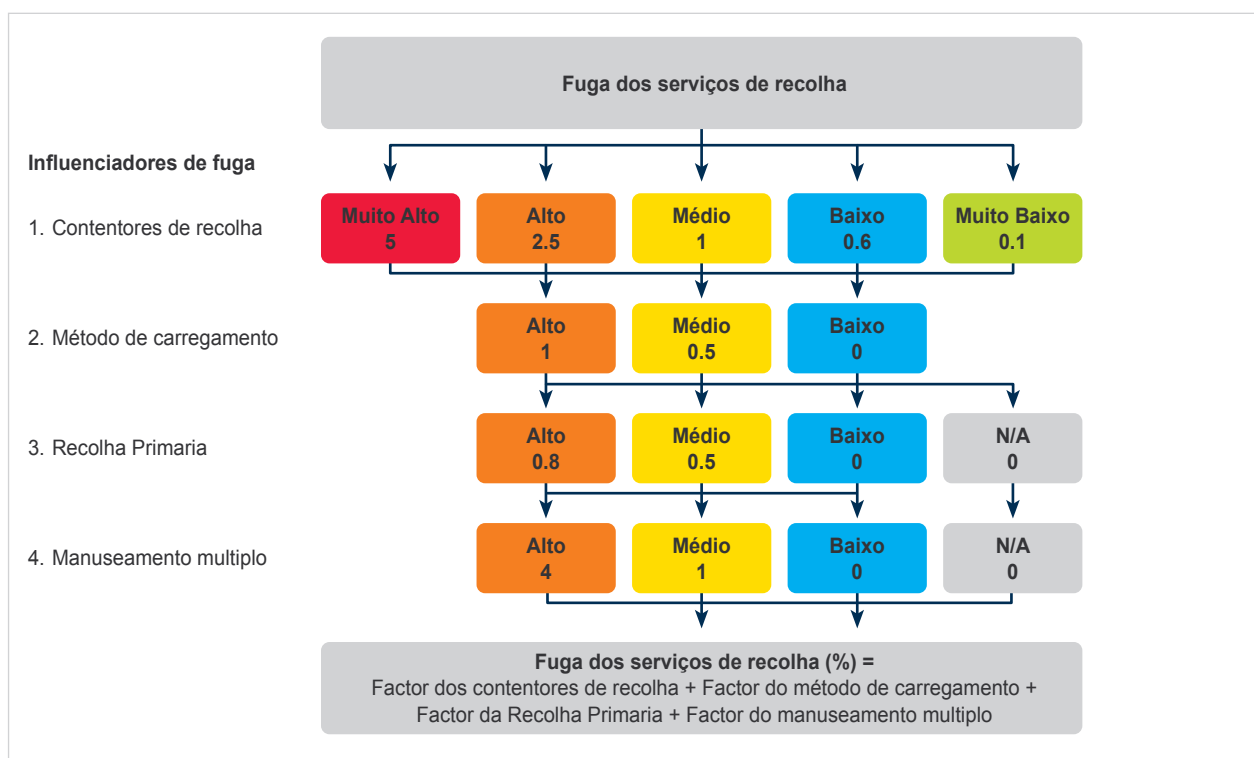 Fuga dos serviços de recolha
Influenciadores de fuga
1. Contentores de recolha
Muito Alto
5
Alto
2.5
Médio
1
Baixo
0.6
Muito Baixo
0.1
2. Método de carregamento
Alto
1
Médio
0.5
Baixo
0
3. Recolha Primaria
Alto
0.8
Médio
0.5
Baixo
0
N/A
0
4. Manuseamento multiplo
Alto
4
Médio
1
Baixo
0
N/A
0
Fuga dos serviços de recolha (%) =
Factor dos contentores de recolha + Factor do método de carregamento +
Factor da Recolha Primaria + Factor do manuseamento multiplo